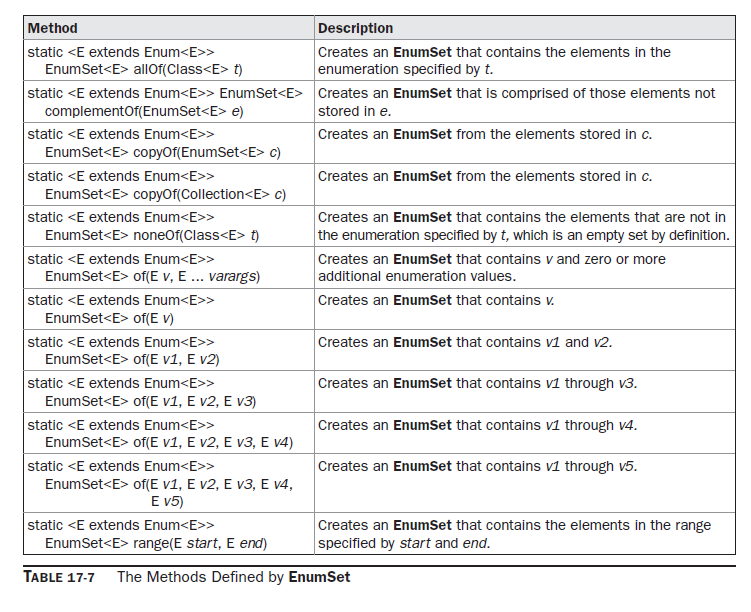 Method Description
static <E extends Enum<E>> Creates an EnumSet that contains the elements in the
EnumSet<E> allOf(Class<E> t) enumeration specified by t.
static <E extends Enum<E>> EnumSet<E> Creates an EnumSet that is comprised of those elements not
complementOf(EnumSet<E> e) stored in e.
static <E extends Enum<E>> Creates an EnumSet from the elements stored in c.
EnumSet<E> copyOf(EnumSet<E> c)
static <E extends Enum<E>> Creates an EnumSet from the elements stored in c.
EnumSet<E> copyOf(Collection<E> c)
static <E extends Enum<E>> Creates an EnumSet that contains the elements that are not in
EnumSet<E> noneOf(Class<E> t) the enumeration specified by t, which is an empty set by definition.
static <E extends Enum<E>> Creates an EnumSet that contains v and zero or more
EnumSet<E> of(E v, E ... varargs) additional enumeration values.
static <E extends Enum<E>> Creates an EnumSet that contains v.
EnumSet<E> of(E v)
static <E extends Enum<E>> Creates an EnumSet that contains v1 and v2.
EnumSet<E> of(E v1, E v2)
static <E extends Enum<E>> Creates an EnumSet that contains v1 through v3.
EnumSet<E> of(E v1, E v2, E v3)
static <E extends Enum<E>> Creates an EnumSet that contains v1 through v4.
EnumSet<E> of(E v1, E v2, E v3, E v4)
static <E extends Enum<E>> Creates an EnumSet that contains v1 through v5.
EnumSet<E> of(E v1, E v2, E v3, E v4,
E v5)
static <E extends Enum<E>> Creates an EnumSet that contains the elements in the range
EnumSet<E> range(E start, E end) specified by start and end.
TABLE 17-7 The Methods Defined by EnumSet